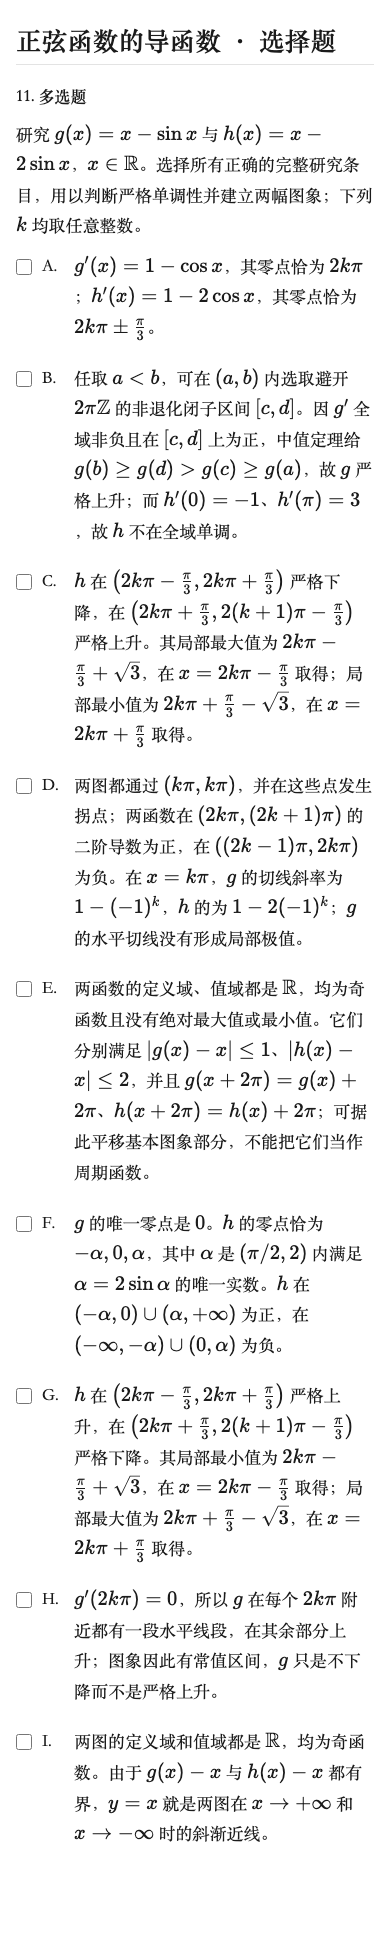 正弦函数的导函数 · 选择题
11. 多选题
研究 g(x) = x − sin x 与 h(x) = x −
2 sin x，x ∈ ℝ。选择所有正确的完整研究条
目，用以判断严格单调性并建立两幅图象；下列
k 均取任意整数。
A. g′(x) = 1 − cos x，其零点恰为 2kπ
；h′(x) = 1 − 2 cos x，其零点恰为
2kπ ± π/3。
B. 任取 a < b，可在 (a, b) 内选取避开
2πℤ 的非退化闭子区间 [c, d]。因 g′ 全
域非负且在 [c, d] 上为正，中值定理给
g(b) ≥ g(d) > g(c) ≥ g(a)，故 g 严
格上升；而 h′(0) = −1、h′(π) = 3
，故 h 不在全域单调。
C. h 在 (2kπ − π/3, 2kπ + π/3) 严格下
降，在 (2kπ + π/3, 2(k + 1)π − π/3)
严格上升。其局部最大值为 2kπ −
π/3 + √3，在 x = 2kπ − π/3 取得；局
部最小值为 2kπ + π/3 − √3，在 x =
2kπ + π/3 取得。
D. 两图都通过 (kπ, kπ)，并在这些点发生
拐点；两函数在 (2kπ, (2k + 1)π) 的
二阶导数为正，在 ((2k − 1)π, 2kπ)
为负。在 x = kπ，g 的切线斜率为
1 − (−1)^k，h 的为 1 − 2(−1)^k；g
的水平切线没有形成局部极值。
E. 两函数的定义域、值域都是 ℝ，均为奇
函数且没有绝对最大值或最小值。它们
分别满足 |g(x) − x| ≤ 1、|h(x) −
x| ≤ 2，并且 g(x + 2π) = g(x) +
2π、h(x + 2π) = h(x) + 2π；可据
此平移基本图象部分，不能把它们当作
周期函数。
F. g 的唯一零点是 0。h 的零点恰为
−α, 0, α，其中 α 是 (π/2, 2) 内满足
α = 2 sin α 的唯一实数。h 在
(−α, 0) ∪ (α, +∞) 为正，在
(−∞, −α) ∪ (0, α) 为负。
G. h 在 (2kπ − π/3, 2kπ + π/3) 严格上
升，在 (2kπ + π/3, 2(k + 1)π − π/3)
严格下降。其局部最小值为 2kπ −
π/3 + √3，在 x = 2kπ − π/3 取得；局
部最大值为 2kπ + π/3 − √3，在 x =
2kπ + π/3 取得。
H. g′(2kπ) = 0，所以 g 在每个 2kπ 附
近都有一段水平线段，在其余部分上
升；图象因此有常值区间，g 只是不下
降而不是严格上升。
I. 两图的定义域和值域都是 ℝ，均为奇函
数。由于 g(x) − x 与 h(x) − x 都有
界，y = x 就是两图在 x → +∞ 和
x → −∞ 时的斜渐近线。